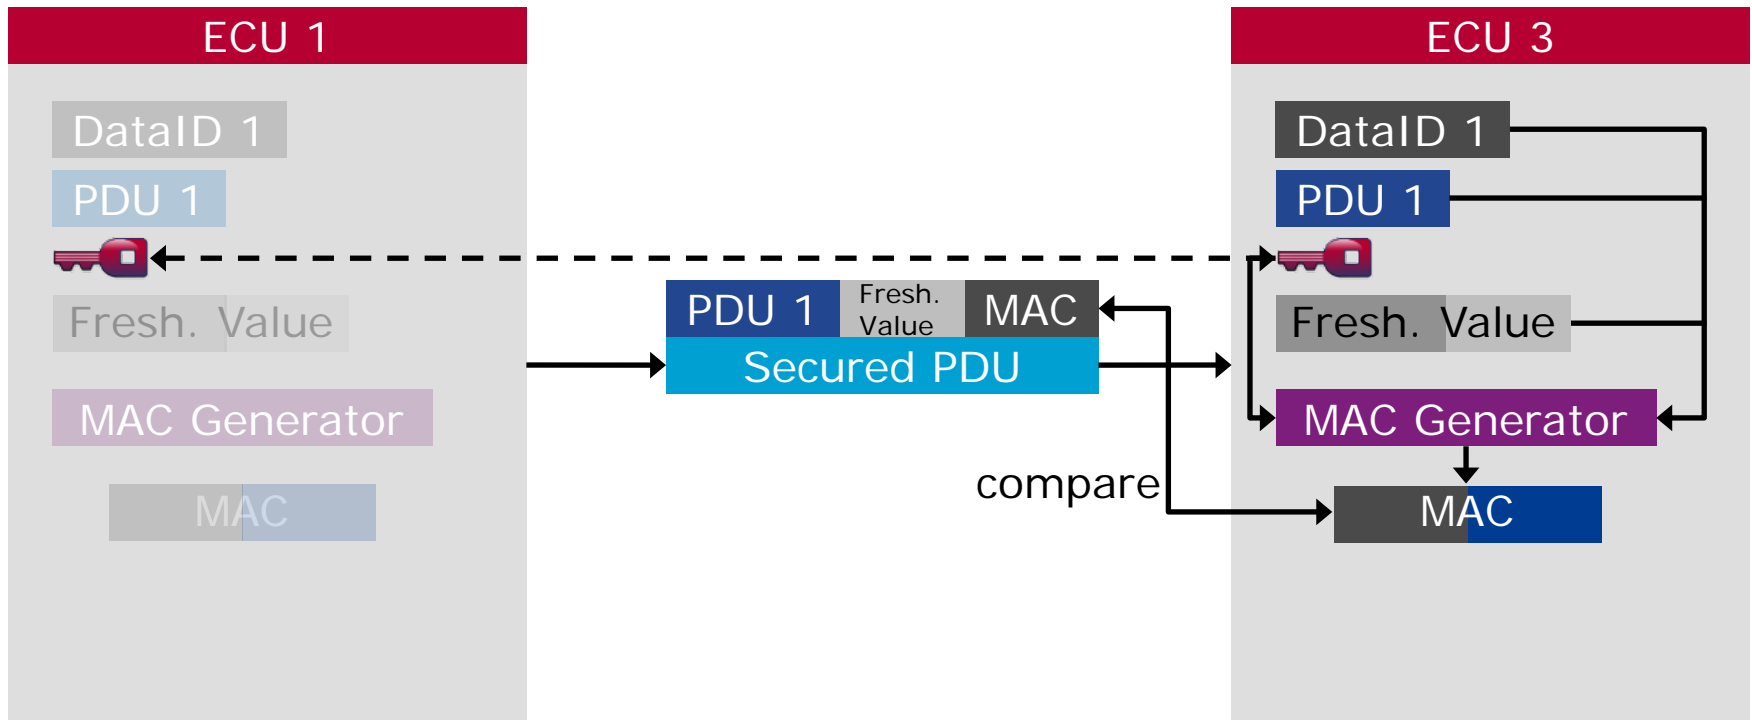 ECU 1
DataID 1
PDU 1
Fresh. Value
MAC Generator
MAC
PDU 1
Fresh.
Value
MAC
Secured PDU
compare
ECU 3
DataID 1
PDU 1
Fresh. Value
MAC Generator
MAC